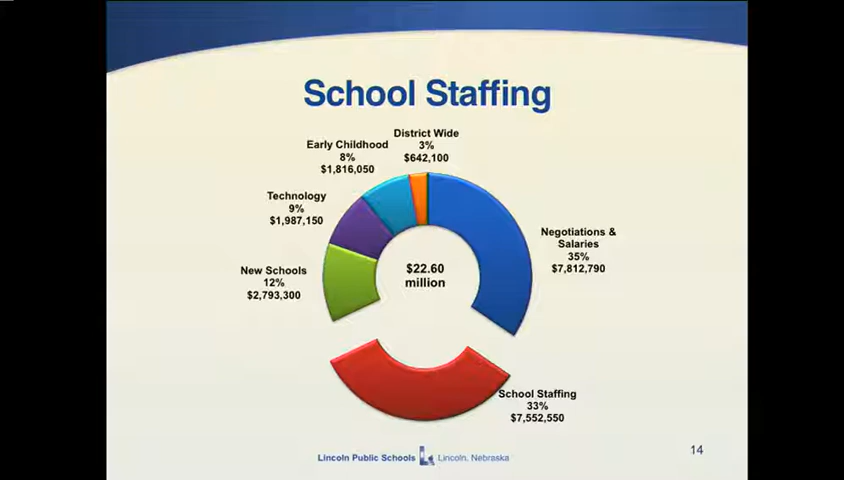 School Staffing
District Wide
3%
$642,100
Early Childhood
8%
$1,816,050
Technology
9%
$1,987,150
Negotiations &
Salaries
35%
$7,812,790
New Schools
12%
$2,793,300
$22.60
million
School Staffing
33%
$7,552,550
Lincoln Public Schools Lincoln, Nebraska
14